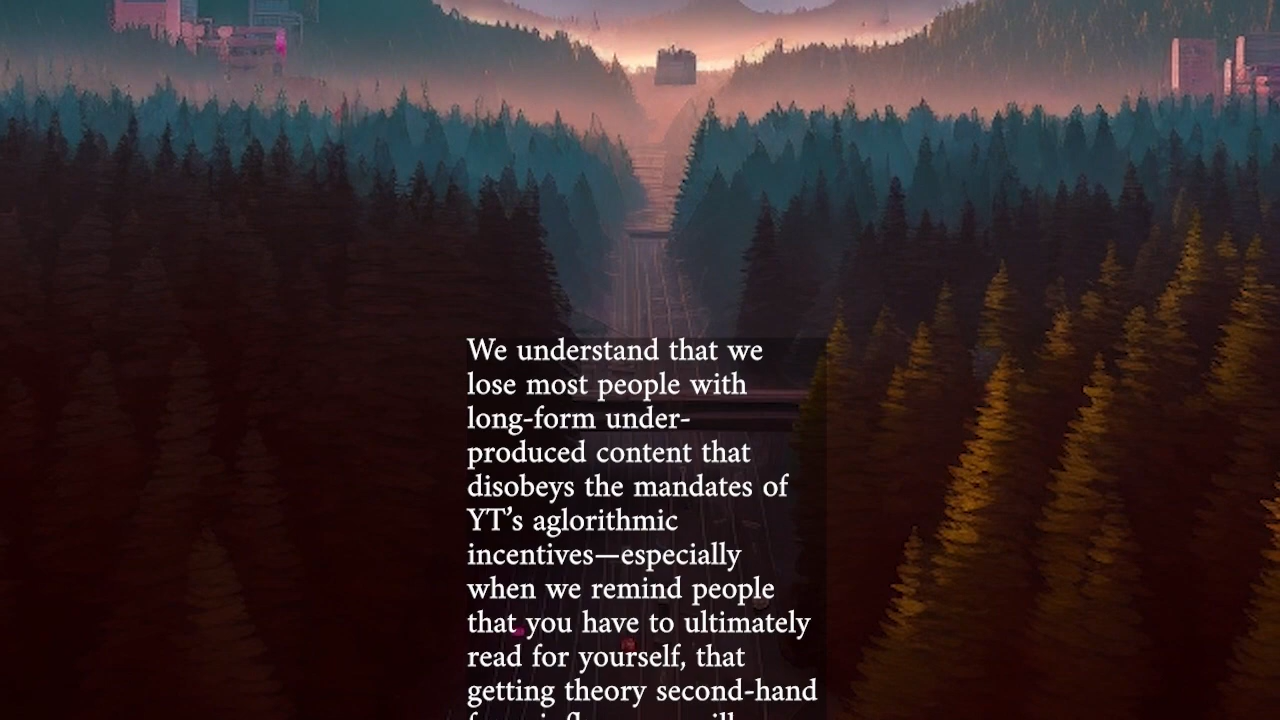 We understand that we
lose most people with
long-form under-
produced content that
disobeys the mandates of
YT’s aglorithmic
incentives—especially
when we remind people
that you have to ultimately
read for yourself, that
getting theory second-hand